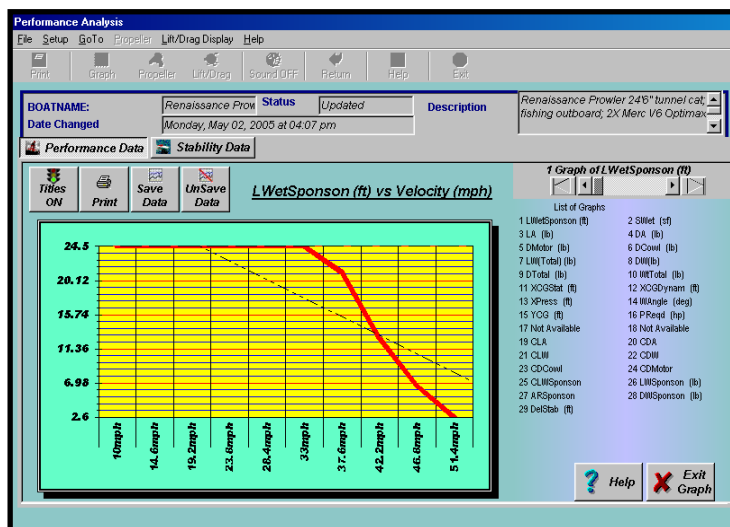 Performance Analysis
File Setup GoTo Propeller Lift/Drag Display Help
Print Graph Propeller Lift/Drag Sound OFF Return Help Exit
BOATNAME: Renaissance Prow Status Updated Description Renaissance Prowler 24'6" tunnel cat;
fishing outboard; 2X Merc V6 Optimax
Date Changed Monday, May 02, 2005 at 04:07 pm
Performance Data Stability Data
Titles ON Print Save Data UnSave Data
LWetSponson (ft) vs Velocity (mph)
1 Graph of LWetSponson (ft)
24.5
20.12
15.74
11.36
6.98
2.6
10mph 14.6mph 19.2mph 23.8mph 28.4mph 33mph 37.6mph 42.2mph 46.8mph 51.4mph
List of Graphs
1 LWetSponson (ft) 2 SWet (sf)
3 LA (lb) 4 DA (lb)
5 DMotor (lb) 6 DCowl (lb)
7 LW(Total) (lb) 8 DW(lb)
9 DTotal (lb) 10 WtTotal (lb)
11 XCGStat (ft) 12 XCGDynam (ft)
13 XPress (ft) 14 WAngle (deg)
15 YCG (ft) 16 PReqd (hp)
17 Not Available 18 Not Available
19 CLA 20 CDA
21 CLW 22 CDW
23 CDCowl 24 CDMotor
25 CLWSponson 26 LWSponson (lb)
27 ARSponson 28 DWSponson (lb)
29 DelStab (ft)
Help Exit Graph